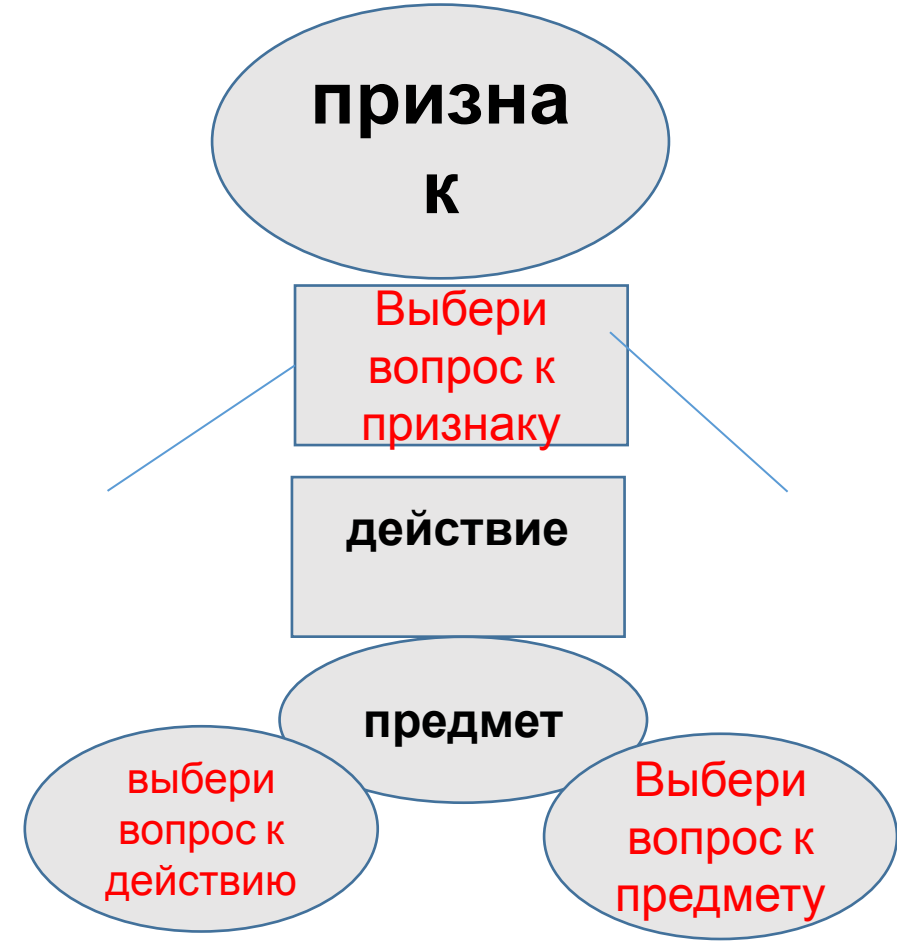 призна
к
Выбери
вопрос к
признаку
действие
предмет
выбери
вопрос к
действию
Выбери
вопрос к
предмету